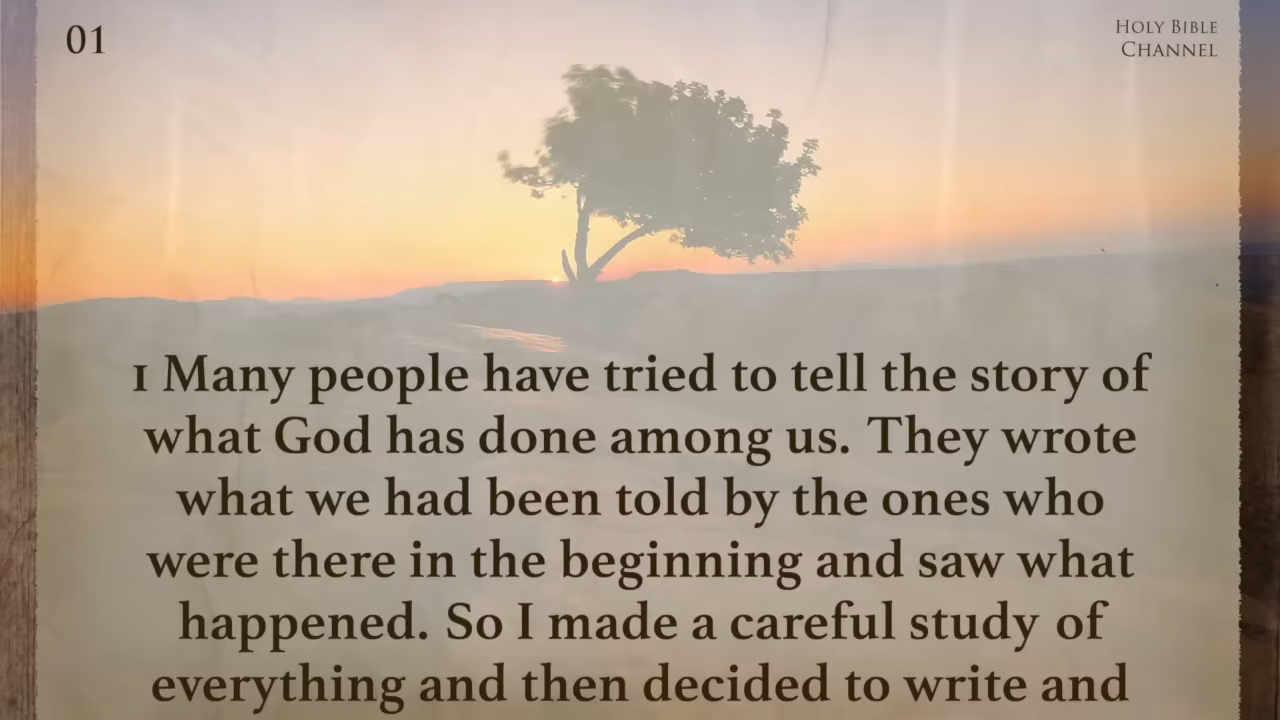 01
HOLY BIBLE
CHANNEL
1 Many people have tried to tell the story of
what God has done among us. They wrote
what we had been told by the ones who
were there in the beginning and saw what
happened. So I made a careful study of
everything and then decided to write and